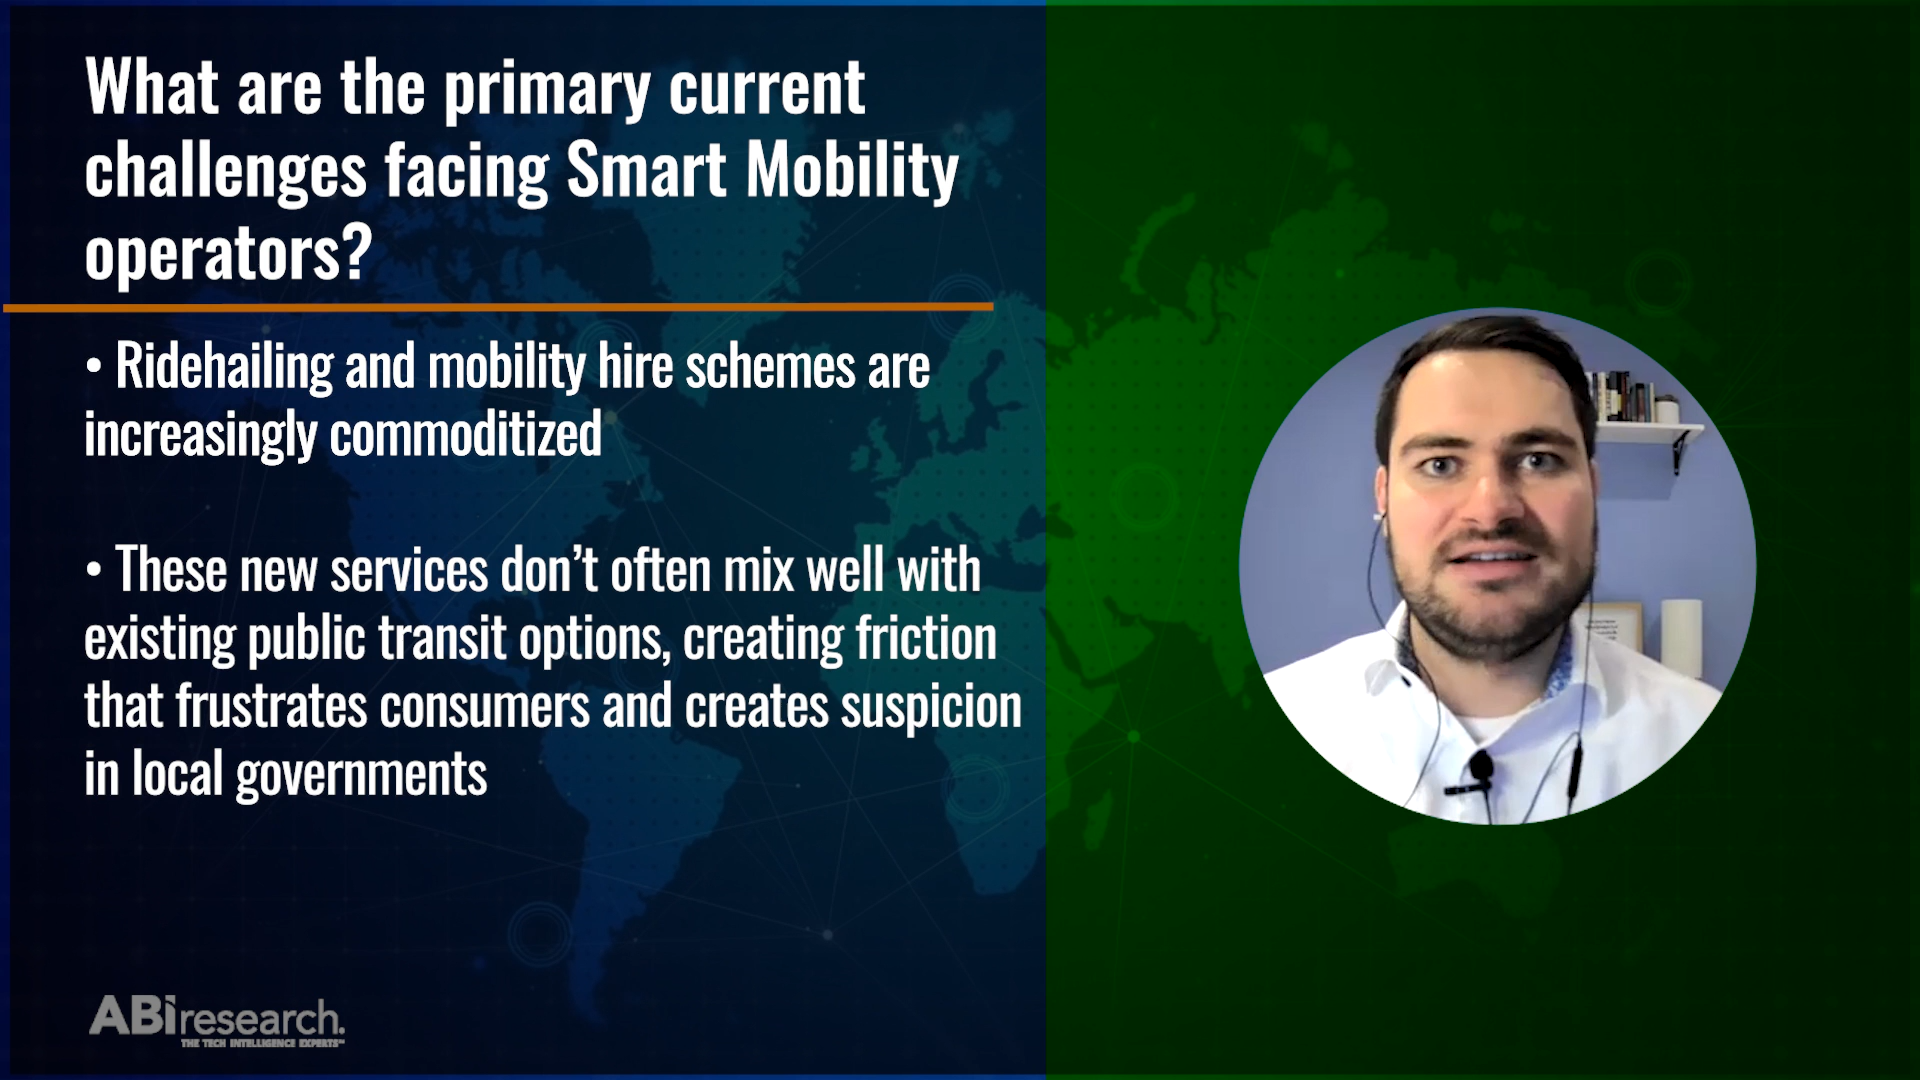 What are the primary current
challenges facing Smart Mobility
operators?
• Ridehailing and mobility hire schemes are
increasingly commoditized
• These new services don’t often mix well with
existing public transit options, creating friction
that frustrates consumers and creates suspicion
in local governments
ABIresearch.
THE TECH INTELLIGENCE EXPERTS℠